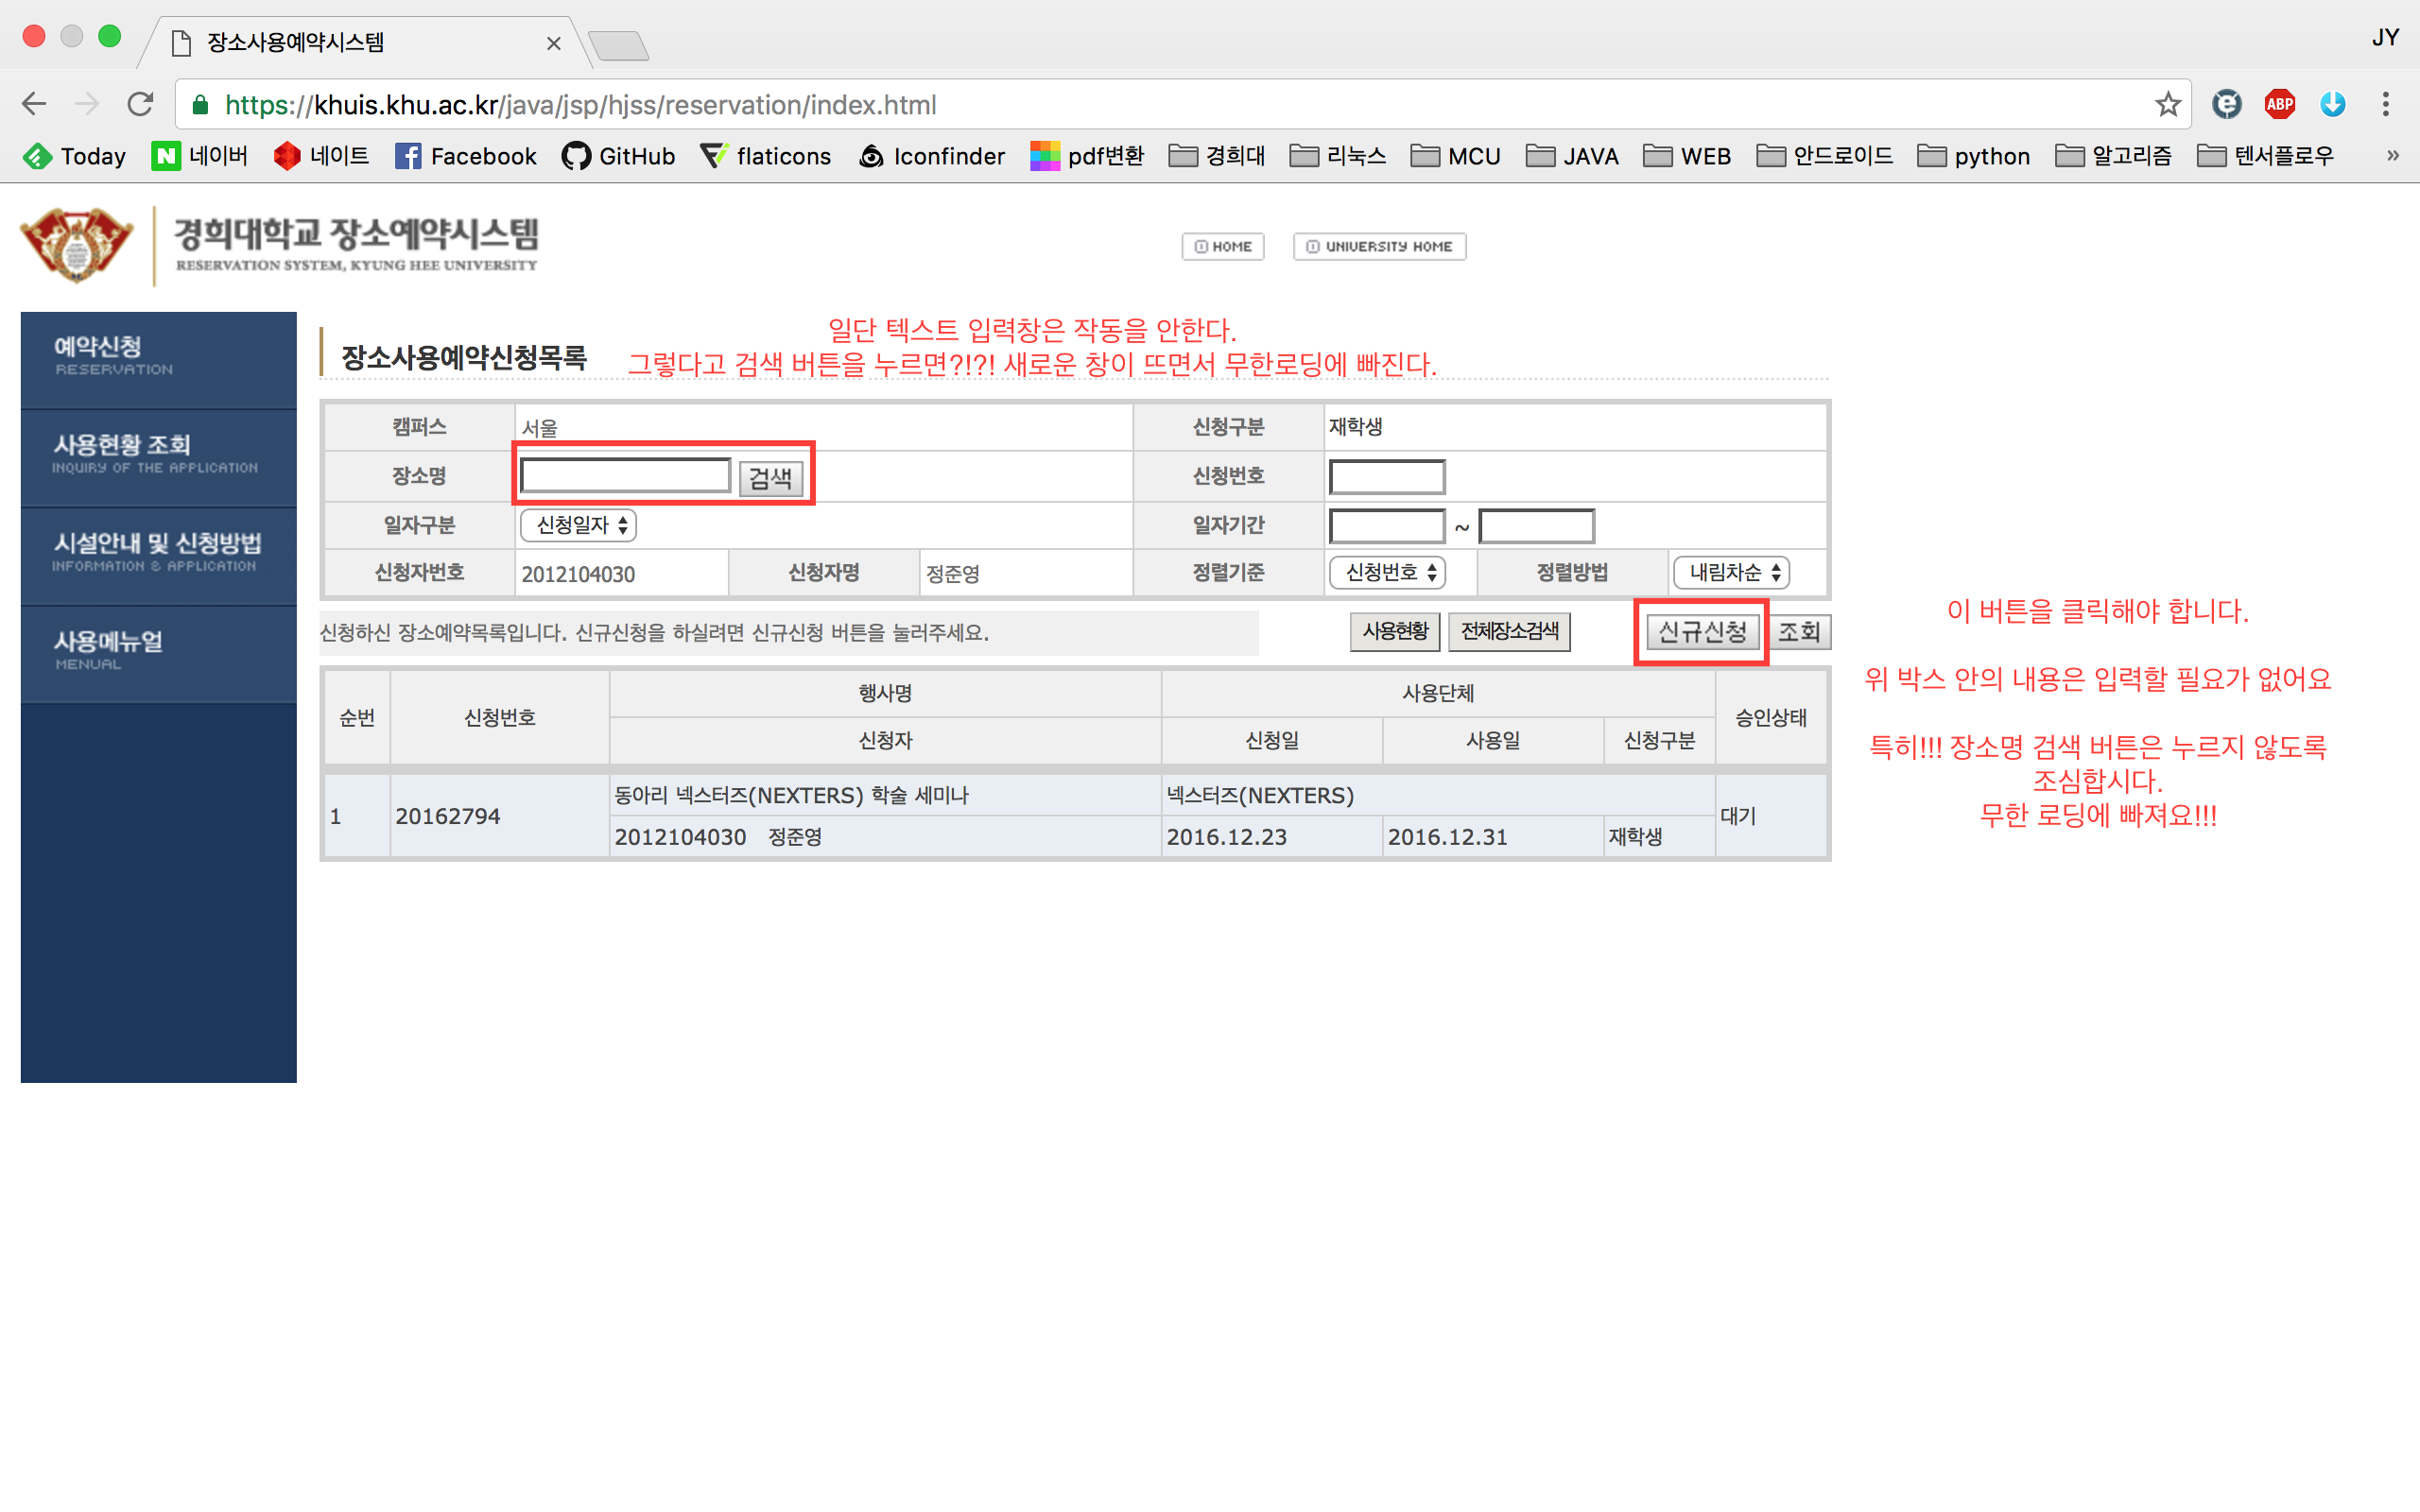 장소사용예약시스템
JY
https://khuis.khu.ac.kr/java/jsp/hjss/reservation/index.html
ABP
Today 네이버 네이트 Facebook GitHub flaticons Iconfinder pdf변환 경희대 리눅스 MCU JAVA WEB 안드로이드 python 알고리즘 텐서플로우 »
경희대학교 장소예약시스템
RESERVATION SYSTEM, KYUNG HEE UNIVERSITY
HOME UNIVERSITY HOME
예약신청
RESERVATION
사용현황 조회
INQUIRY OF THE APPLICATION
시설안내 및 신청방법
INFORMATION & APPLICATION
사용메뉴얼
MENUAL
일단 텍스트 입력창은 작동을 안한다.
장소사용예약신청목록
그렇다고 검색 버튼을 누르면?!?! 새로운 창이 뜨면서 무한로딩에 빠진다.
캠퍼스 서울 신청구분 재학생
장소명 검색 신청번호
일자구분 신청일자 일자기간 ~
신청자번호 2012104030 신청자명 정준영 정렬기준 신청번호 정렬방법 내림차순
신청하신 장소예약목록입니다. 신규신청을 하실려면 신규신청 버튼을 눌러주세요.
사용현황 전체장소검색 신규신청 조회
이 버튼을 클릭해야 합니다.
위 박스 안의 내용은 입력할 필요가 없어요
특히!!! 장소명 검색 버튼은 누르지 않도록
조심합시다.
무한 로딩에 빠져요!!!
순번 신청번호 행사명 사용단체 승인상태
신청자 신청일 사용일 신청구분
1 20162794 동아리 넥스터즈(NEXTERS) 학술 세미나 넥스터즈(NEXTERS) 대기
2012104030 정준영 2016.12.23 2016.12.31 재학생